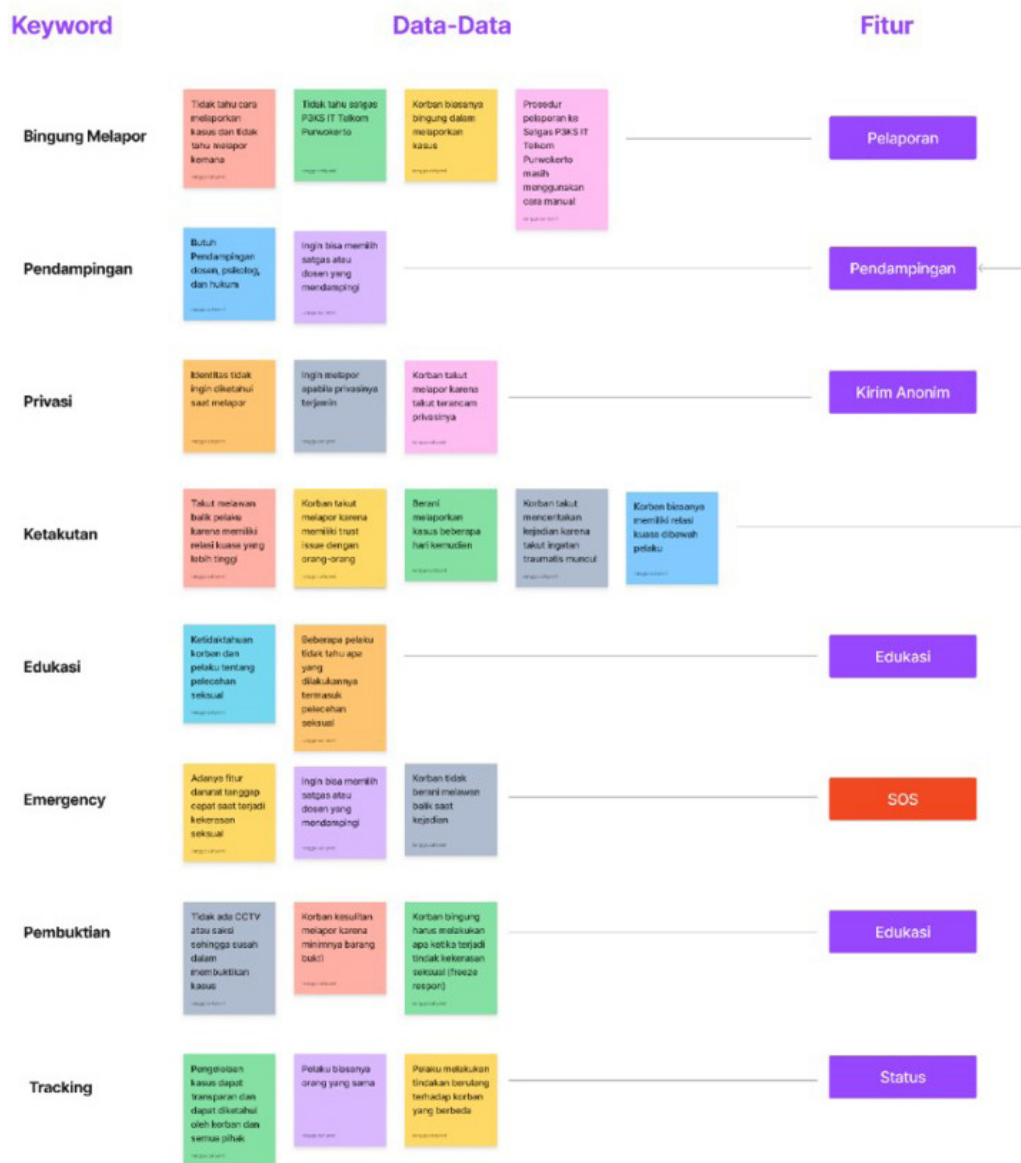 Keyword Data-Data Fitur
Bingung Melapor
Tidak tahu cara
melaporkan
kasus dan tidak
tahu melapor
kemana
Tidak tahu satgas
P3KS IT Telkom
Purwokerto
Korban biasanya
bingung dalam
melaporkan
kasus
Prosedur
pelaporan ke
Satgas P3KS IT
Telkom
Purwokerto
masih
menggunakan
cara manual
Pelaporan
Pendampingan
Butuh
Pendampingan
dosen, psikolog,
dan hukum
Ingin bisa memilih
satgas atau
dosen yang
mendampingi
Pendampingan
Privasi
Identitas tidak
ingin diketahui
saat melapor
Ingin melapor
apabila privasinya
terjamin
Korban takut
melapor karena
takut terancam
privasinya
Kirim Anonim
Ketakutan
Takut melawan
balik pelaku
karena memiliki
relasi kuasa yang
lebih tinggi
Korban takut
melapor karena
memiliki trust
issue dengan
orang-orang
Berani
melaporkan
kasus beberapa
hari kemudian
Korban takut
menceritakan
kejadian karena
takut ingatan
traumatis muncul
Korban biasanya
memiliki relasi
kuasa dibawah
pelaku
Edukasi
Ketidaktahuan
korban dan
pelaku tentang
pelecehan
seksual
Beberapa pelaku
tidak tahu apa
yang
dilakukannya
termasuk
pelecehan
seksual
Edukasi
Emergency
Adanya fitur
darurat tanggap
cepat saat terjadi
kekerasan
seksual
Ingin bisa memilih
satgas atau
dosen yang
mendampingi
Korban tidak
berani melawan
balik saat
kejadian
SOS
Pembuktian
Tidak ada CCTV
atau saksi
sehingga susah
dalam
membuktikan
kasus
Korban kesulitan
melapor karena
minimnya barang
bukti
Korban bingung
harus melakukan
apa ketika terjadi
tindak kekerasan
seksual (freeze
respon)
Edukasi
Tracking
Pengelolaan
kasus dapat
transparan dan
dapat diketahui
oleh korban dan
semua pihak
Pelaku biasanya
orang yang sama
Pelaku melakukan
tindakan berulang
terhadap korban
yang berbeda
Status